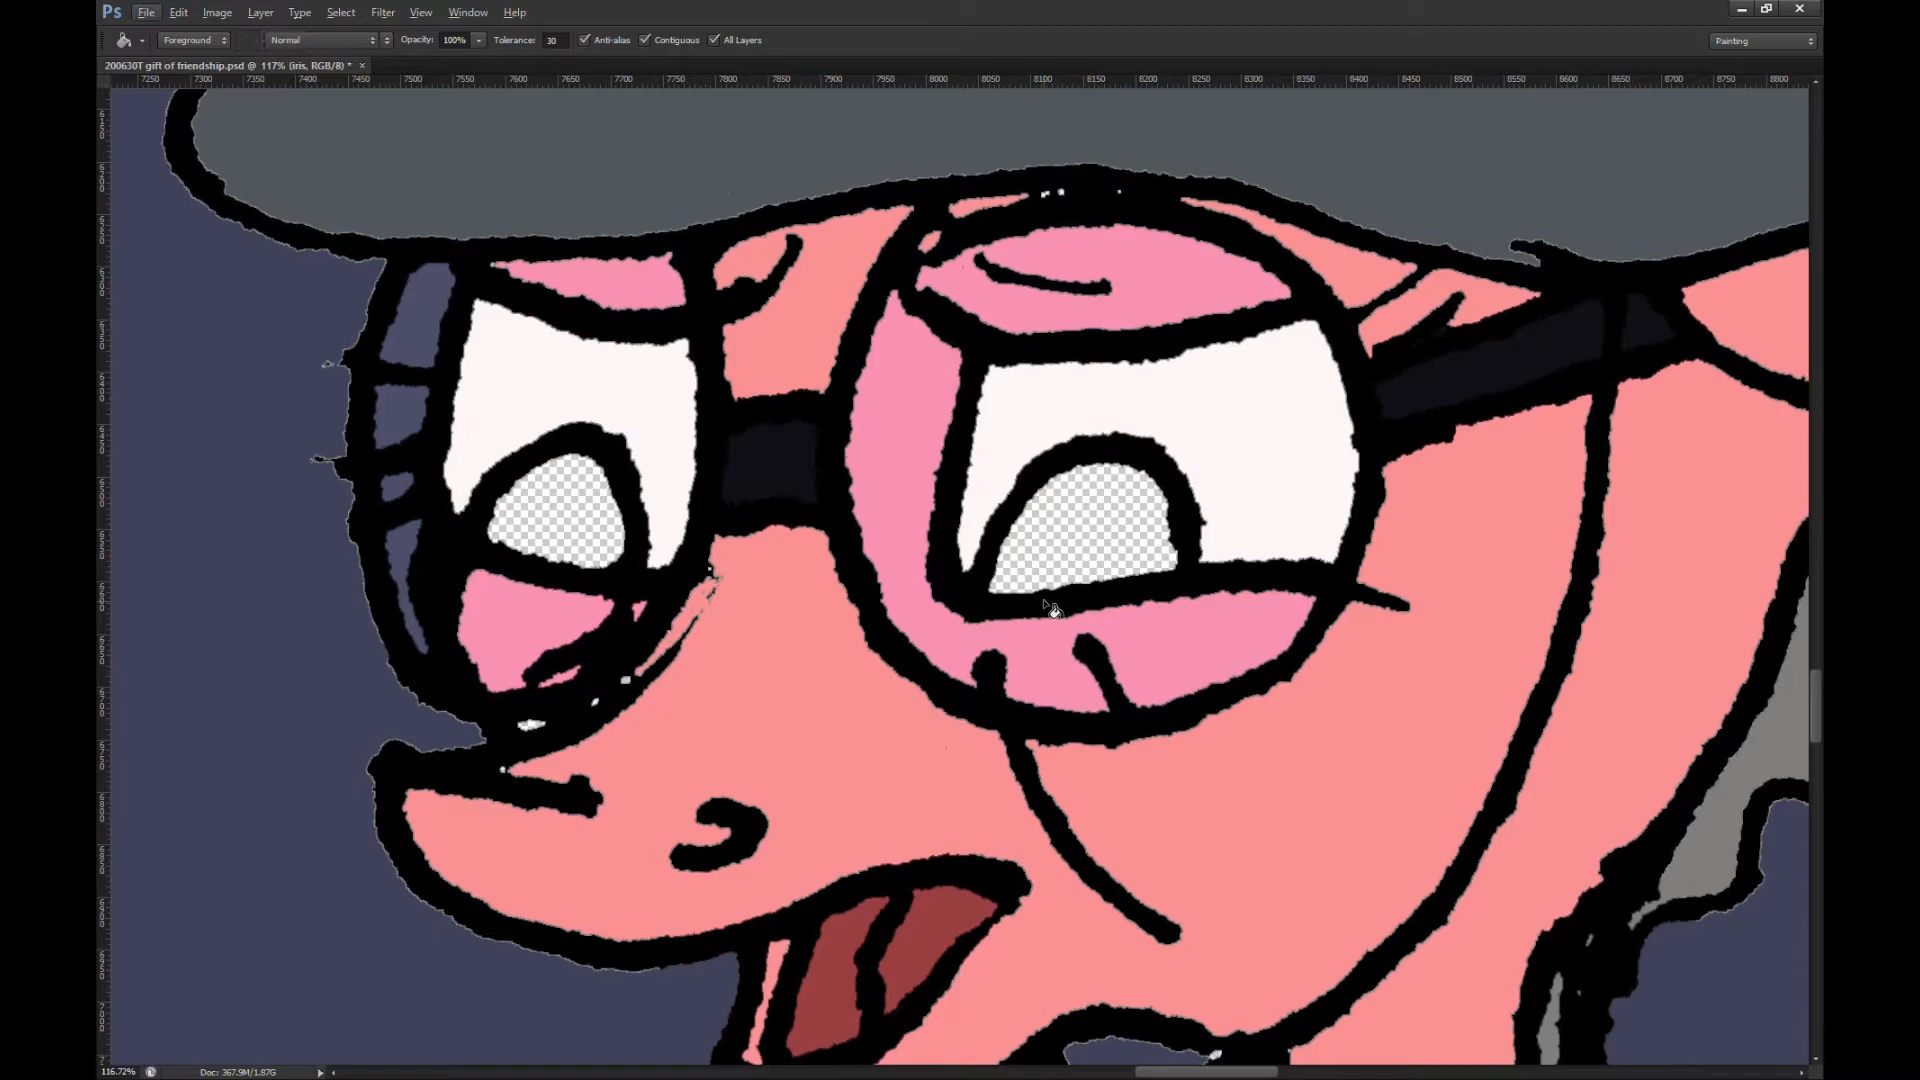 Ps File Edit Image Layer Type Select Filter View Window Help
Foreground Normal Opacity: 100% Tolerance: 30 Anti-alias Contiguous All Layers Painting
200630T gift of friendship.psd @ 117% (iris, RGB/8) *
7250 7300 7350 7400 7450 7500 7550 7600 7650 7700 7750 7800 7850 7900 7950 8000 8050 8100 8150 8200 8250 8300 8350 8400 8450 8500 8550 8600 8650 8700 8750 8800
116.72% Doc: 367.9M/1.87G